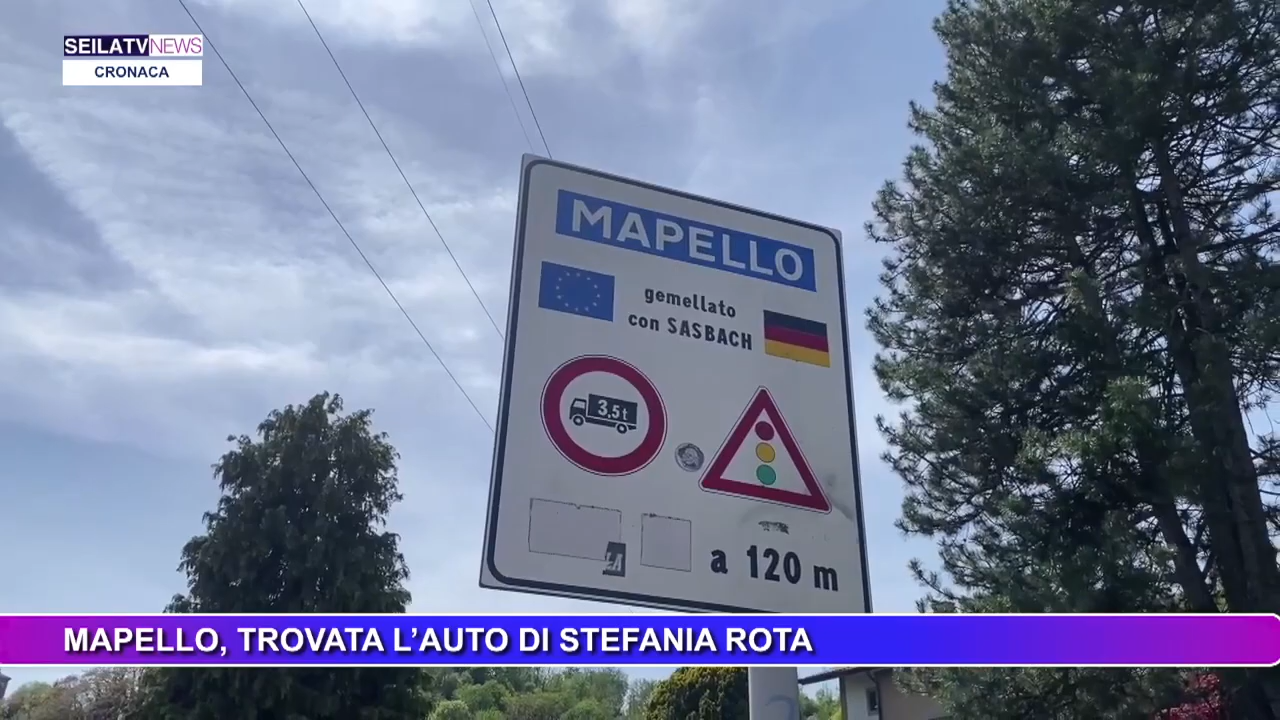 SEILATVNEWS
CRONACA
MAPELLO
gemellato
con SASBACH
3,5t
a 120 m
MAPELLO, TROVATA L'AUTO DI STEFANIA ROTA